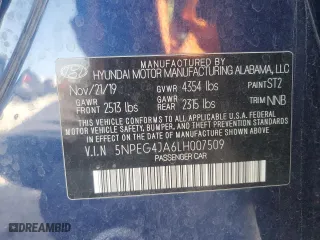 MANUFACTURED BY
HYUNDAI MOTOR MANUFACTURING ALABAMA, LLC
Nov/21/19 GVWR 4354 lbs PAINT ST2
GAWR FRONT 2513 lbs GAWR REAR 2315 lbs TRIM NNB
THIS VEHICLE CONFORMS TO ALL APPLICABLE U.S.A. FEDERAL MOTOR VEHICLE SAFETY, BUMPER, AND THEFT PREVENTION STANDARDS IN EFFECT ON THE DATE OF MANUFACTURE SHOWN ABOVE.
V.I.N 5NPEG4JA6LH007509
PASSENGER CAR
DREAMBID.COM